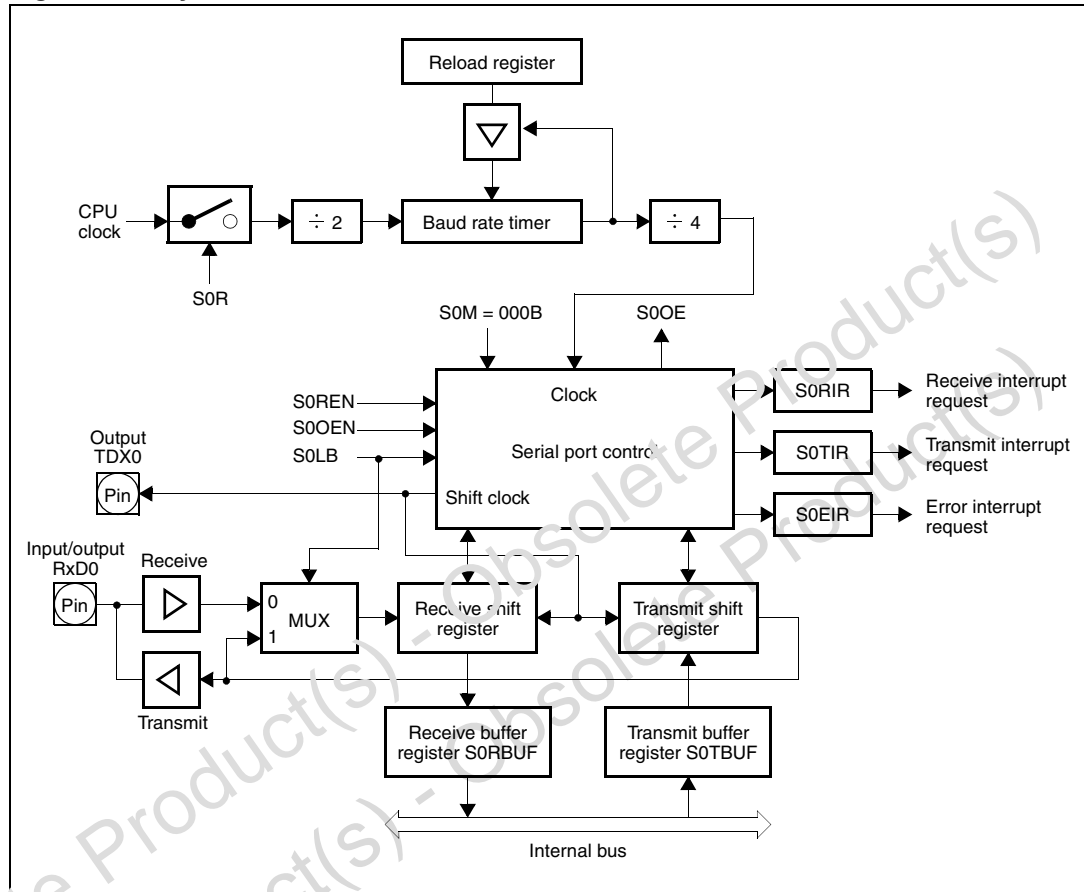 Reload register
CPU
clock
÷ 2
Baud rate timer
÷ 4
S0R
S0M = 000B
S0OE
Clock
Serial port control
S0REN
S0OEN
S0LB
Shift clock
S0RIR
Receive interrupt
request
S0TIR
Transmit interrupt
request
S0EIR
Error interrupt
request
Output
TDX0
Pin
Input/output
RxD0
Pin
Receive
Transmit
0
1
MUX
Receive shift
register
Transmit shift
register
Receive buffer
register S0RBUF
Transmit buffer
register S0TBUF
Internal bus
e Product(s) - Obsolete Product(s)
e Product(s) - Obsolete Product(s)